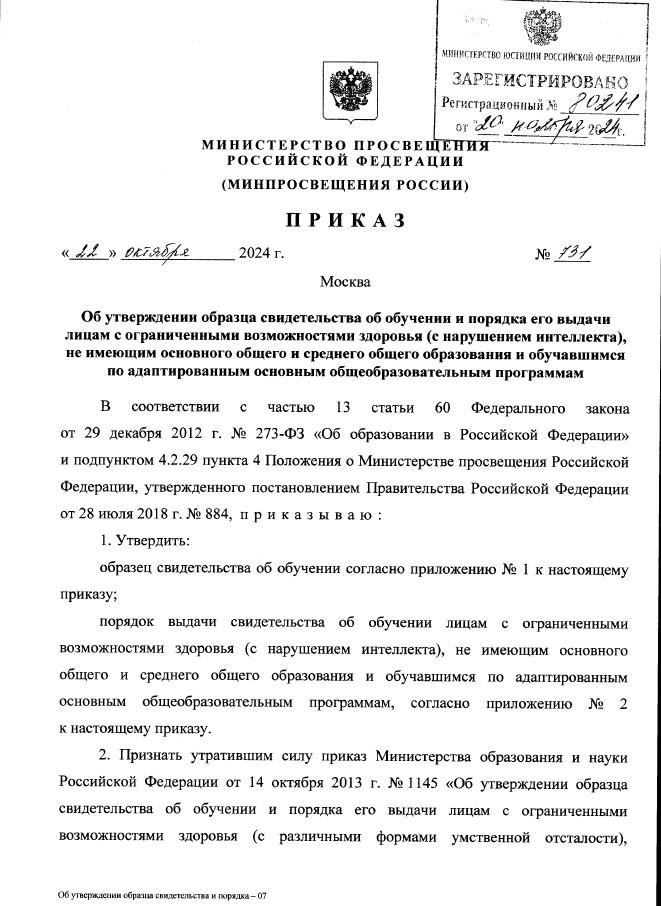 МИНИСТЕРСТВО ЮСТИЦИИ РОССИЙСКОЙ ФЕДЕРАЦИИ
ЗАРЕГИСТРИРОВАНО
Регистрационный № 80241
от "20" ноября 2024г.
МИНИСТЕРСТВО ПРОСВЕЩЕНИЯ
РОССИЙСКОЙ ФЕДЕРАЦИИ
(МИНПРОСВЕЩЕНИЯ РОССИИ)
ПРИКАЗ
« 22 » октября 2024 г. № 731
Москва
Об утверждении образца свидетельства об обучении и порядка его выдачи
лицам с ограниченными возможностями здоровья (с нарушением интеллекта),
не имеющим основного общего и среднего общего образования и обучавшимся
по адаптированным основным общеобразовательным программам
В соответствии с частью 13 статьи 60 Федерального закона
от 29 декабря 2012 г. № 273-ФЗ «Об образовании в Российской Федерации»
и подпунктом 4.2.29 пункта 4 Положения о Министерстве просвещения Российской
Федерации, утвержденного постановлением Правительства Российской Федерации
от 28 июля 2018 г. № 884, приказываю:
1. Утвердить:
образец свидетельства об обучении согласно приложению № 1 к настоящему
приказу;
порядок выдачи свидетельства об обучении лицам с ограниченными
возможностями здоровья (с нарушением интеллекта), не имеющим основного
общего и среднего общего образования и обучавшимся по адаптированным
основным общеобразовательным программам, согласно приложению № 2
к настоящему приказу.
2. Признать утратившим силу приказ Министерства образования и науки
Российской Федерации от 14 октября 2013 г. № 1145 «Об утверждении образца
свидетельства об обучении и порядка его выдачи лицам с ограниченными
возможностями здоровья (с различными формами умственной отсталости),
Об утверждении образца свидетельства и порядка – 07